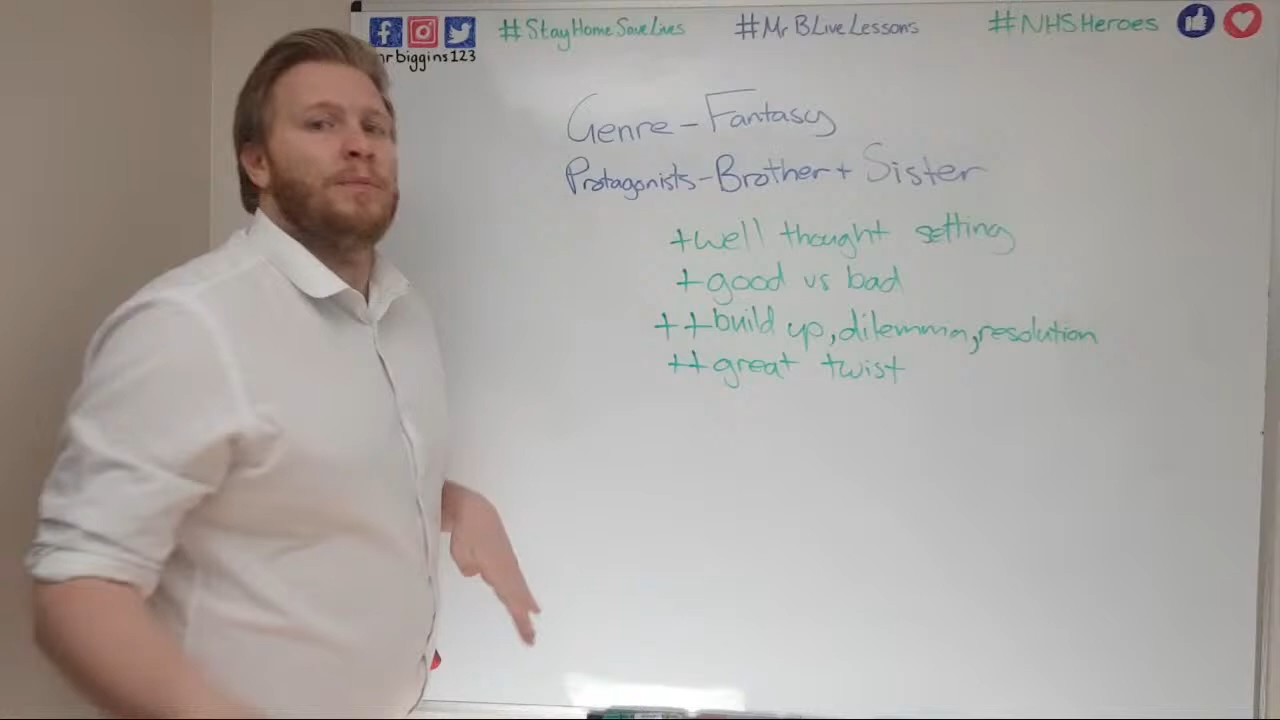 #StayHomeSaveLives #MrBLiveLessons #NHSHeroes
mrbiggins123
Genre - Fantasy
Protagonists - Brother + Sister
+well thought setting
+good vs bad
++build up, dilemma, resolution
++great twist